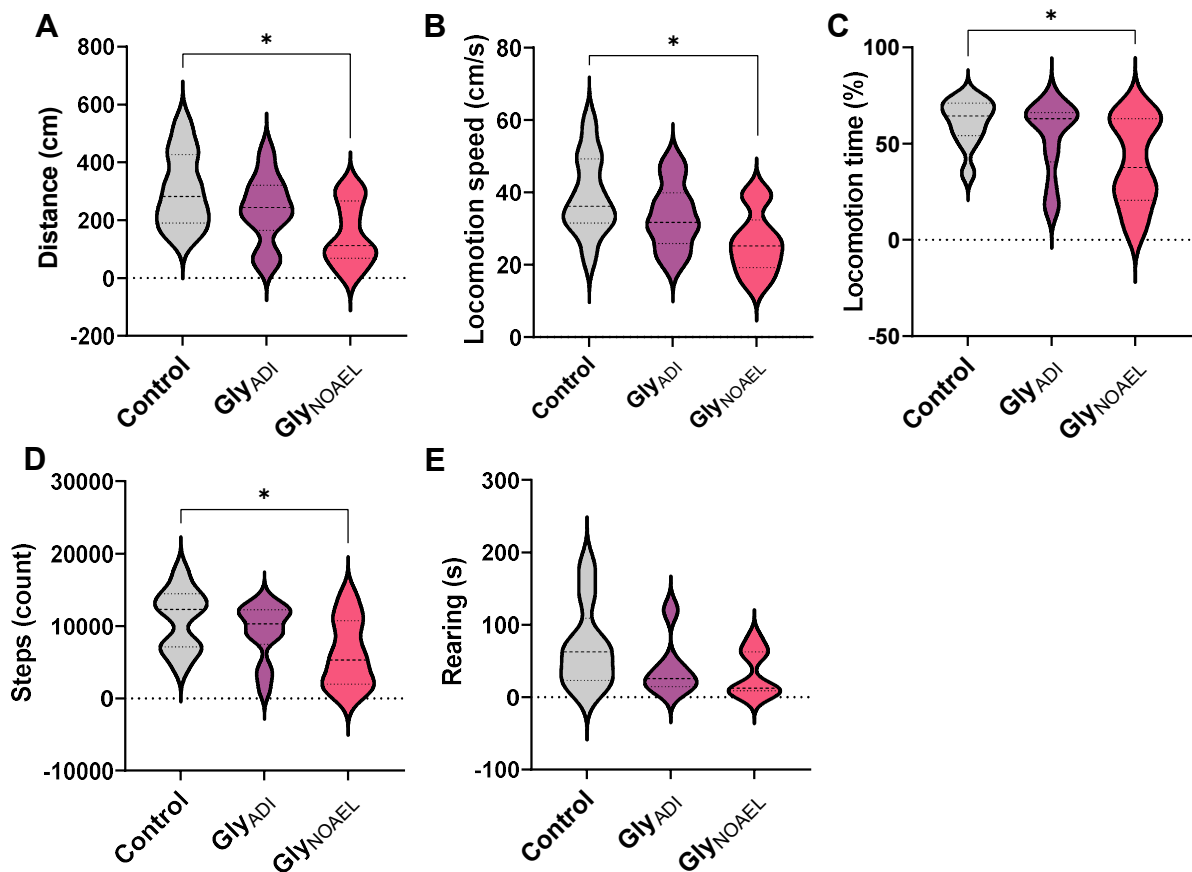 A
Distance (cm)
800
600
400
200
0
-200
*
Control
GlyADI
GlyNOAEL
B
Locomotion speed (cm/s)
80
60
40
20
0
*
Control
GlyADI
GlyNOAEL
C
Locomotion time (%)
100
50
0
-50
*
Control
GlyADI
GlyNOAEL
D
Steps (count)
30000
20000
10000
0
-10000
*
Control
GlyADI
GlyNOAEL
E
Rearing (s)
300
200
100
0
-100
Control
GlyADI
GlyNOAEL